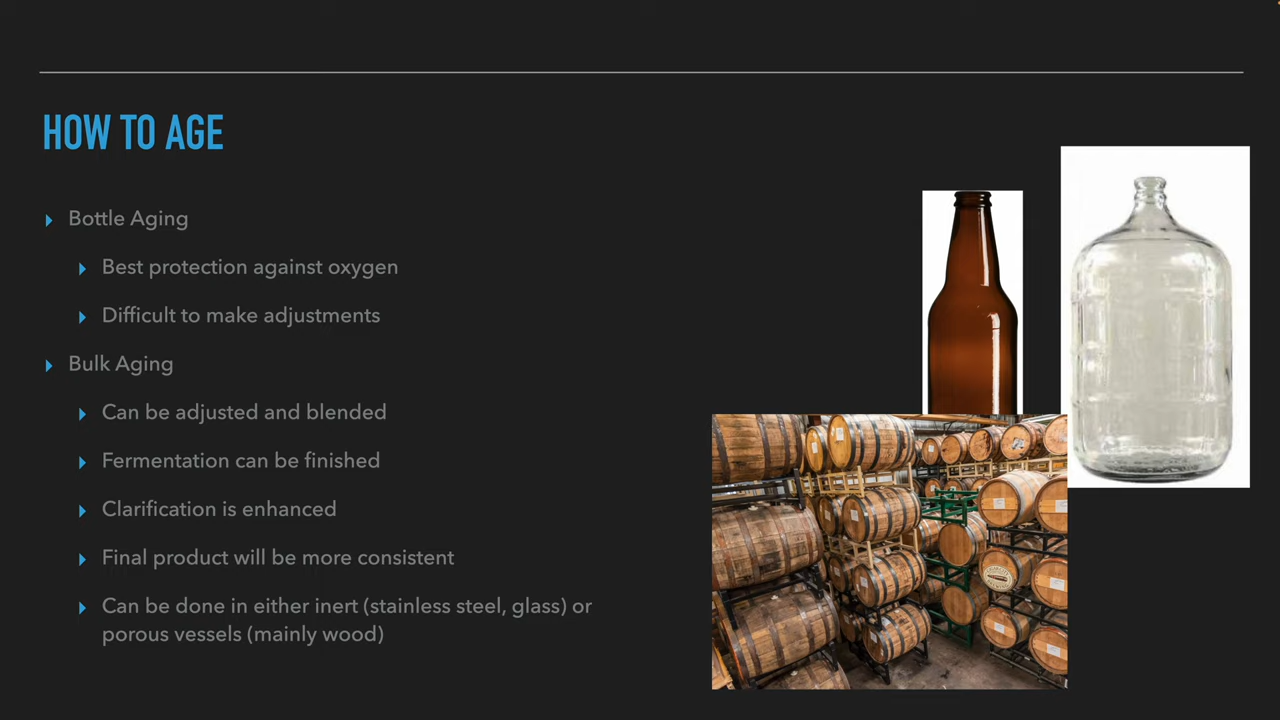 HOW TO AGE
Bottle Aging
Best protection against oxygen
Difficult to make adjustments
Bulk Aging
Can be adjusted and blended
Fermentation can be finished
Clarification is enhanced
Final product will be more consistent
Can be done in either inert (stainless steel, glass) or
porous vessels (mainly wood)